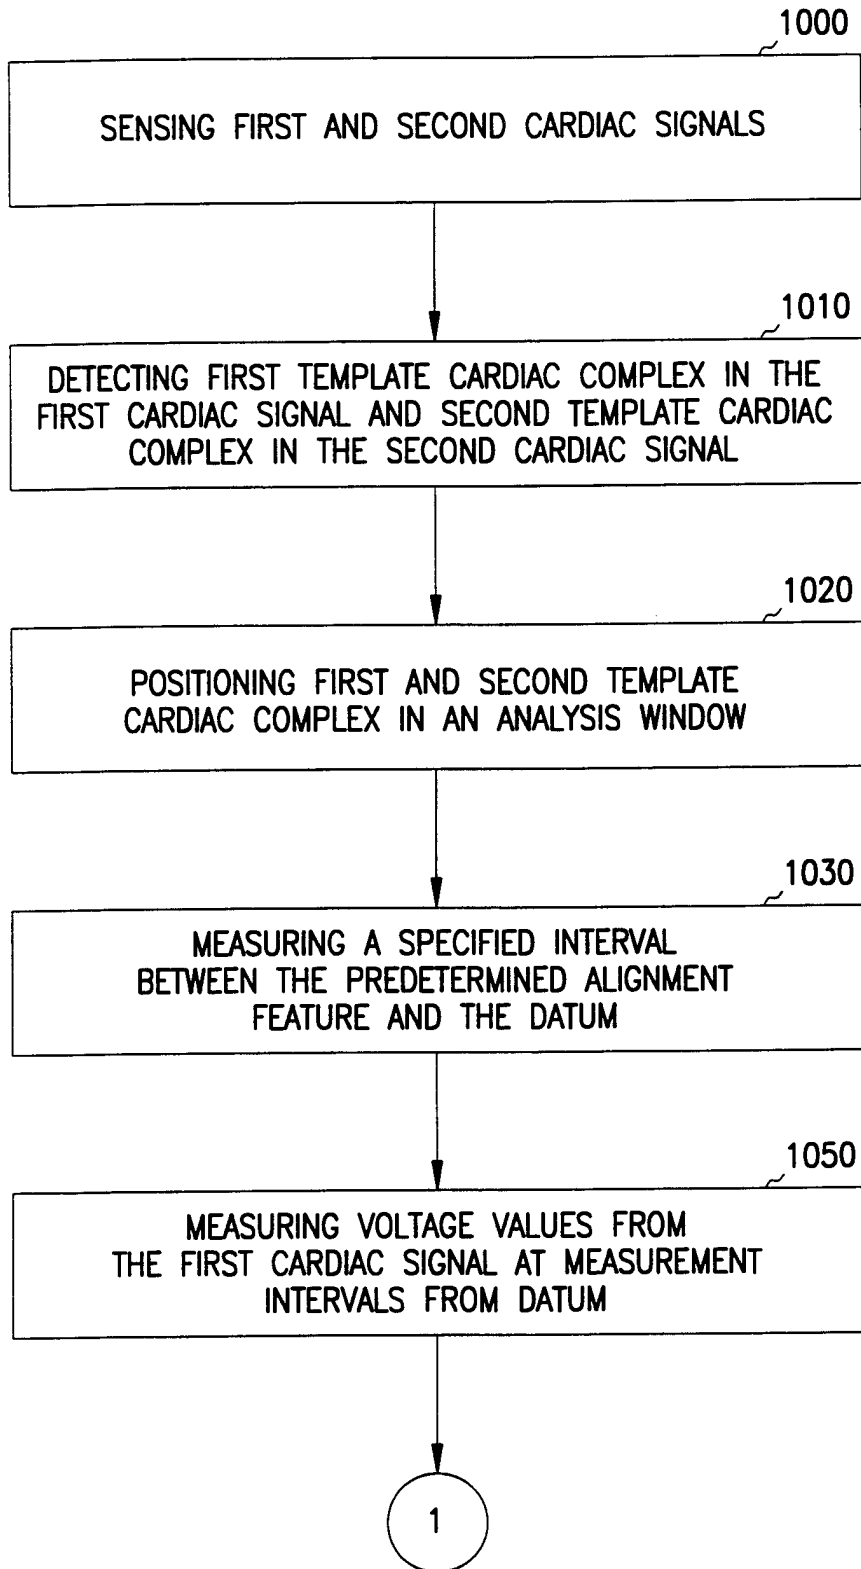 1000
SENSING FIRST AND SECOND CARDIAC SIGNALS
1010
DETECTING FIRST TEMPLATE CARDIAC COMPLEX IN THE
FIRST CARDIAC SIGNAL AND SECOND TEMPLATE CARDIAC
COMPLEX IN THE SECOND CARDIAC SIGNAL
1020
POSITIONING FIRST AND SECOND TEMPLATE
CARDIAC COMPLEX IN AN ANALYSIS WINDOW
1030
MEASURING A SPECIFIED INTERVAL
BETWEEN THE PREDETERMINED ALIGNMENT
FEATURE AND THE DATUM
1050
MEASURING VOLTAGE VALUES FROM
THE FIRST CARDIAC SIGNAL AT MEASUREMENT
INTERVALS FROM DATUM
1